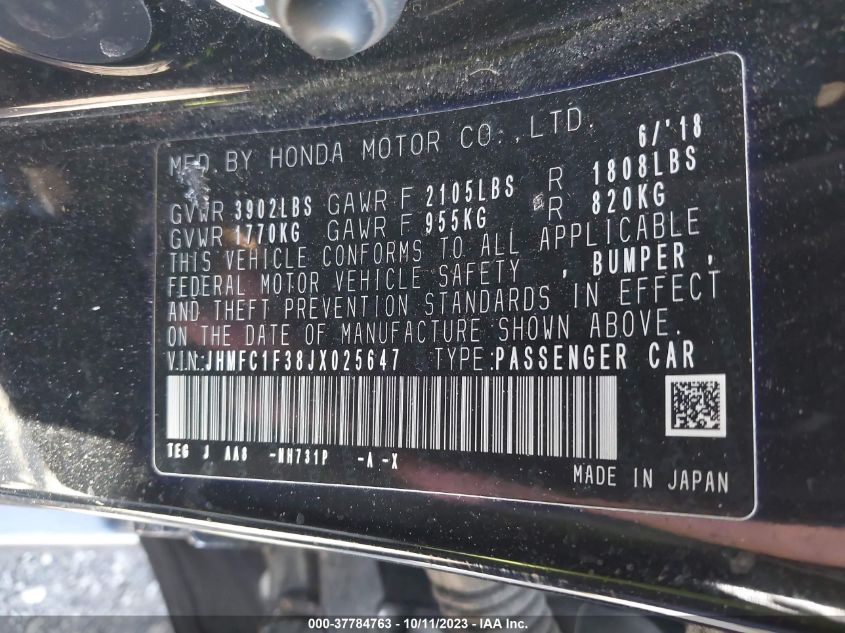 MFD. BY HONDA MOTOR CO.,LTD. 6/'18
GVWR 3902LBS GAWR F 2105LBS R 1808LBS
GVWR 1770KG GAWR F 955KG R 820KG
THIS VEHICLE CONFORMS TO ALL APPLICABLE
FEDERAL MOTOR VEHICLE SAFETY , BUMPER ,
AND THEFT PREVENTION STANDARDS IN EFFECT
ON THE DATE OF MANUFACTURE SHOWN ABOVE.
V.I.N.:JHMFC1F38JX025647 TYPE:PASSENGER CAR
TEG J AA8 -NH731P -A -X
MADE IN JAPAN
000-37784763 - 10/11/2023 - IAA Inc.